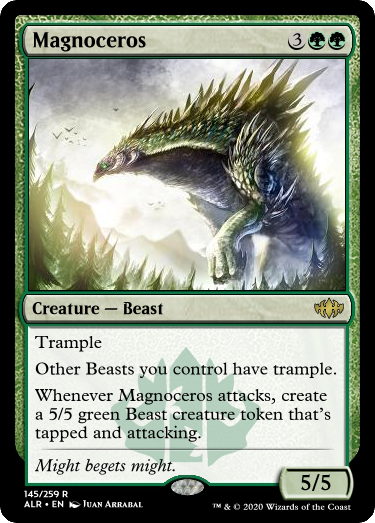 Magnoceros 3
Creature — Beast
Trample
Other Beasts you control have trample.
Whenever Magnoceros attacks, create
a 5/5 green Beast creature token that's
tapped and attacking.
Might begets might.
5/5
145/259 R
ALR • EN Juan Arrabal
™ & © 2020 Wizards of the Coast